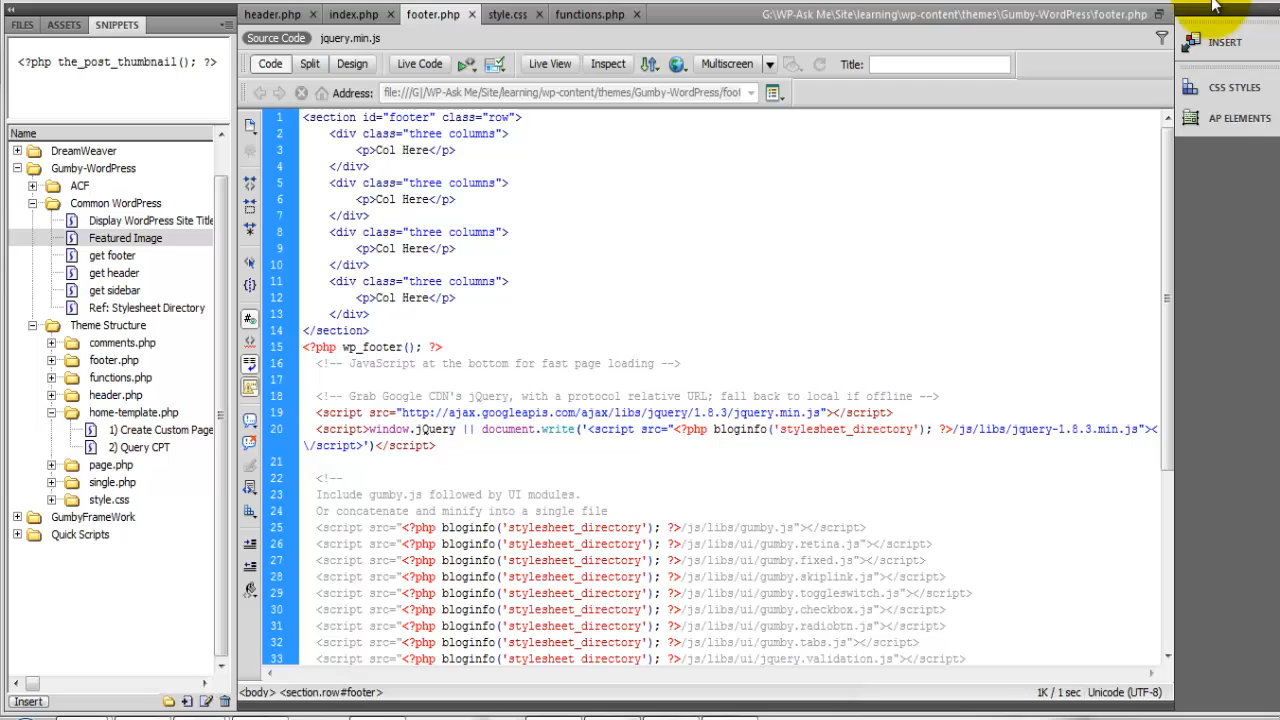 FILES ASSETS SNIPPETS
<?php the_post_thumbnail(); ?>
Name
DreamWeaver
Gumby-WordPress
ACF
Common WordPress
Display WordPress Site Title
Featured Image
get footer
get header
get sidebar
Ref: Stylesheet Directory
Theme Structure
comments.php
footer.php
functions.php
header.php
home-template.php
1) Create Custom Page
2) Query CPT
page.php
single.php
style.css
GumbyFrameWork
Quick Scripts
Insert
header.php index.php footer.php style.css functions.php G:\WP-Ask Me\Site\learning\wp-content\themes\Gumby-WordPress\footer.php
Source Code jquery.min.js
Code Split Design Live Code Live View Inspect Multiscreen Title:
Address: file:///G|/WP-Ask Me/Site/learning/wp-content/themes/Gumby-WordPress/foot
1 <section id="footer" class="row">
2 <div class="three columns">
3 <p>Col Here</p>
4 </div>
5 <div class="three columns">
6 <p>Col Here</p>
7 </div>
8 <div class="three columns">
9 <p>Col Here</p>
10 </div>
11 <div class="three columns">
12 <p>Col Here</p>
13 </div>
14 </section>
15 <?php wp_footer(); ?>
16 <!-- JavaScript at the bottom for fast page loading -->
17
18 <!-- Grab Google CDN's jQuery, with a protocol relative URL; fall back to local if offline -->
19 <script src="http://ajax.googleapis.com/ajax/libs/jquery/1.8.3/jquery.min.js"></script>
20 <script>window.jQuery || document.write('<script src="<?php bloginfo('stylesheet_directory'); ?>/js/libs/jquery-1.8.3.min.js"><
\/script>')</script>
21
22 <!--
23 Include gumby.js followed by UI modules.
24 Or concatenate and minify into a single file
25 <script src="<?php bloginfo('stylesheet_directory'); ?>/js/libs/gumby.js"></script>
26 <script src="<?php bloginfo('stylesheet_directory'); ?>/js/libs/ui/gumby.retina.js"></script>
27 <script src="<?php bloginfo('stylesheet_directory'); ?>/js/libs/ui/gumby.fixed.js"></script>
28 <script src="<?php bloginfo('stylesheet_directory'); ?>/js/libs/ui/gumby.skiplink.js"></script>
29 <script src="<?php bloginfo('stylesheet_directory'); ?>/js/libs/ui/gumby.toggleswitch.js"></script>
30 <script src="<?php bloginfo('stylesheet_directory'); ?>/js/libs/ui/gumby.checkbox.js"></script>
31 <script src="<?php bloginfo('stylesheet_directory'); ?>/js/libs/ui/gumby.radiobtn.js"></script>
32 <script src="<?php bloginfo('stylesheet_directory'); ?>/js/libs/ui/gumby.tabs.js"></script>
33 <script src="<?php bloginfo('stylesheet_directory'); ?>/js/libs/ui/jquery.validation.js"></script>
<body> <section.row#footer> 1K / 1 sec Unicode (UTF-8)
INSERT
CSS STYLES
AP ELEMENTS